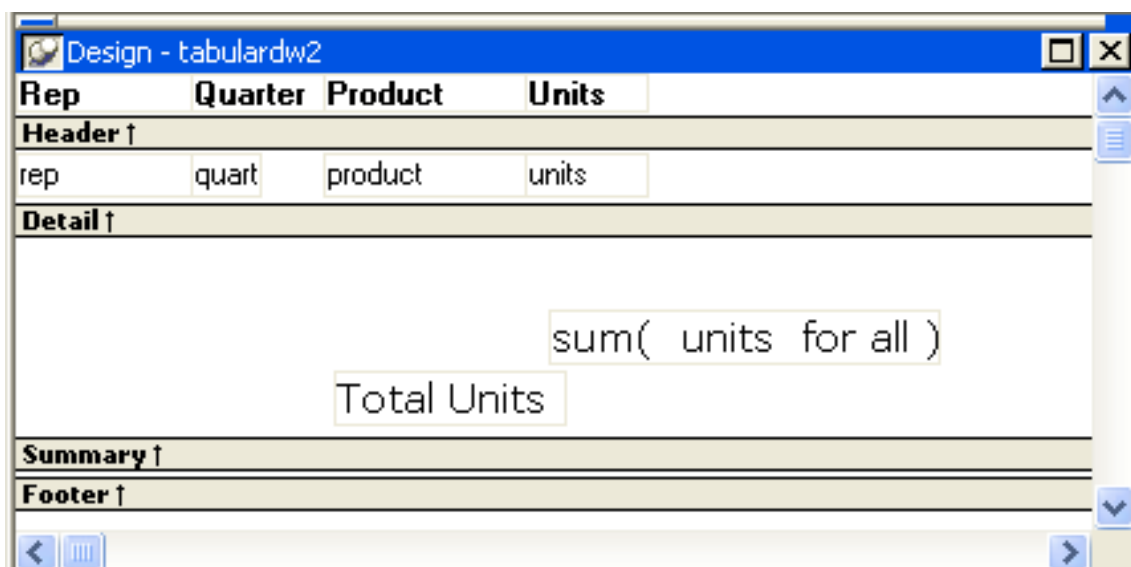 Design - tabulardw2
Rep Quarter Product Units
Header ↑
rep quart product units
Detail ↑
sum( units for all )
Total Units
Summary ↑
Footer ↑